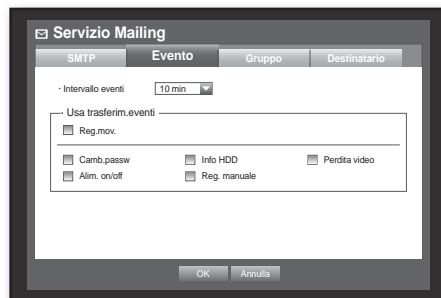 Servizio Mailing
SMTP Evento Gruppo Destinatario
· Intervallo eventi 10 min
· Usa trasferim.eventi
Reg.mov.
Camb.passw Info HDD Perdita video
Alim. on/off Reg. manuale
OK Annulla